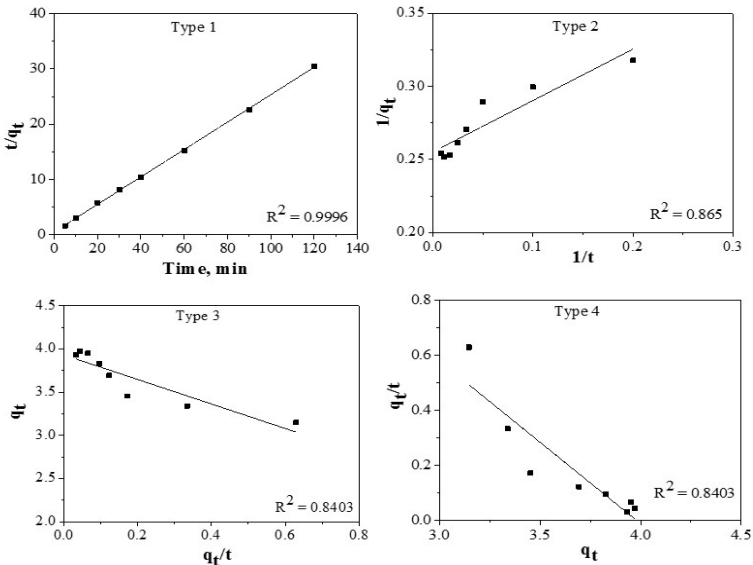 Type 1
t/qt
40
30
20
10
0
0 20 40 60 80 100 120 140
Time, min
R2 = 0.9996
Type 2
1/qt
0.35
0.30
0.25
0.20
0.0 0.1 0.2 0.3
1/t
R2 = 0.865
Type 3
qt
4.5
4.0
3.5
3.0
2.5
2.0
0.0 0.2 0.4 0.6 0.8
qt/t
R2 = 0.8403
Type 4
qt/t
0.8
0.6
0.4
0.2
0.0
3.0 3.5 4.0 4.5
qt
R2 = 0.8403